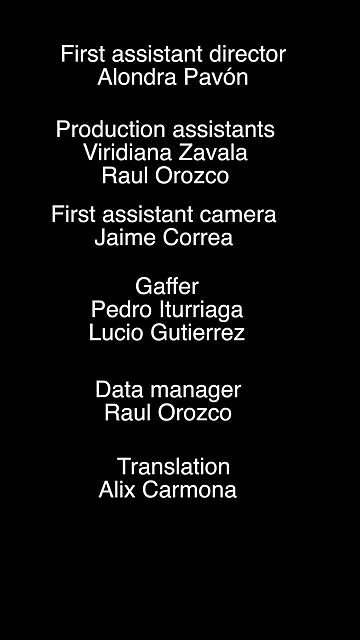 First assistant director
Alondra Pavón
Production assistants
Viridiana Zavala
Raul Orozco
First assistant camera
Jaime Correa
Gaffer
Pedro Iturriaga
Lucio Gutierrez
Data manager
Raul Orozco
Translation
Alix Carmona